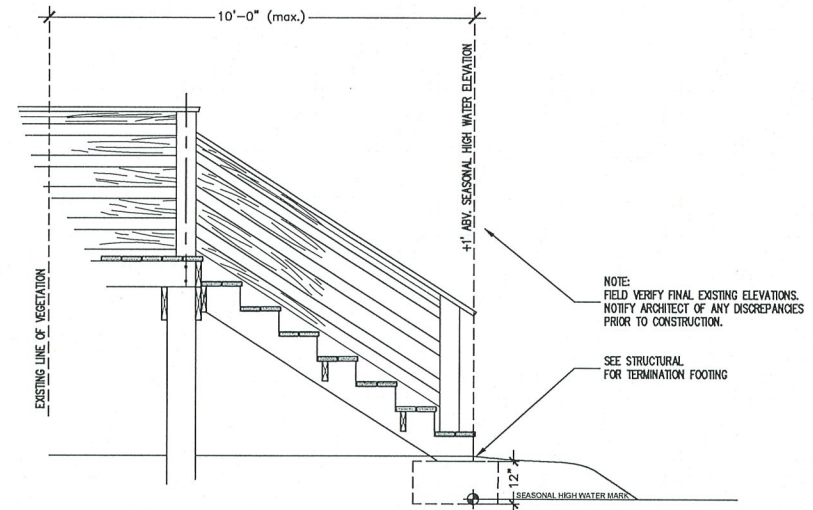 10'-0" (max.)
+1' ABV. SEASONAL HIGH WATER ELEVATION
EXISTING LINE OF VEGETATION
NOTE:
FIELD VERIFY FINAL EXISTING ELEVATIONS.
NOTIFY ARCHITECT OF ANY DISCREPANCIES
PRIOR TO CONSTRUCTION.
SEE STRUCTURAL
FOR TERMINATION FOOTING
12"
SEASONAL HIGH WATER MARK